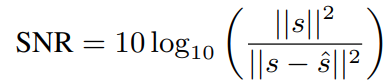 SNR = 10 log₁₀ ( ||s||² / ||s − ŝ||² )